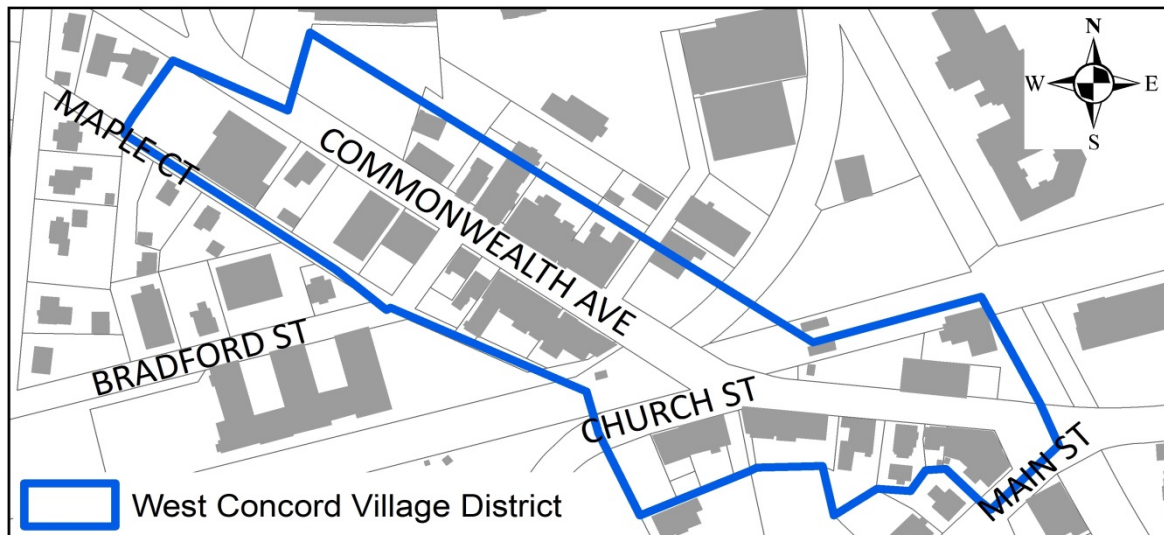 N
W E
S
MAPLE CT
COMMONWEALTH AVE
BRADFORD ST
CHURCH ST
MAIN ST
West Concord Village District